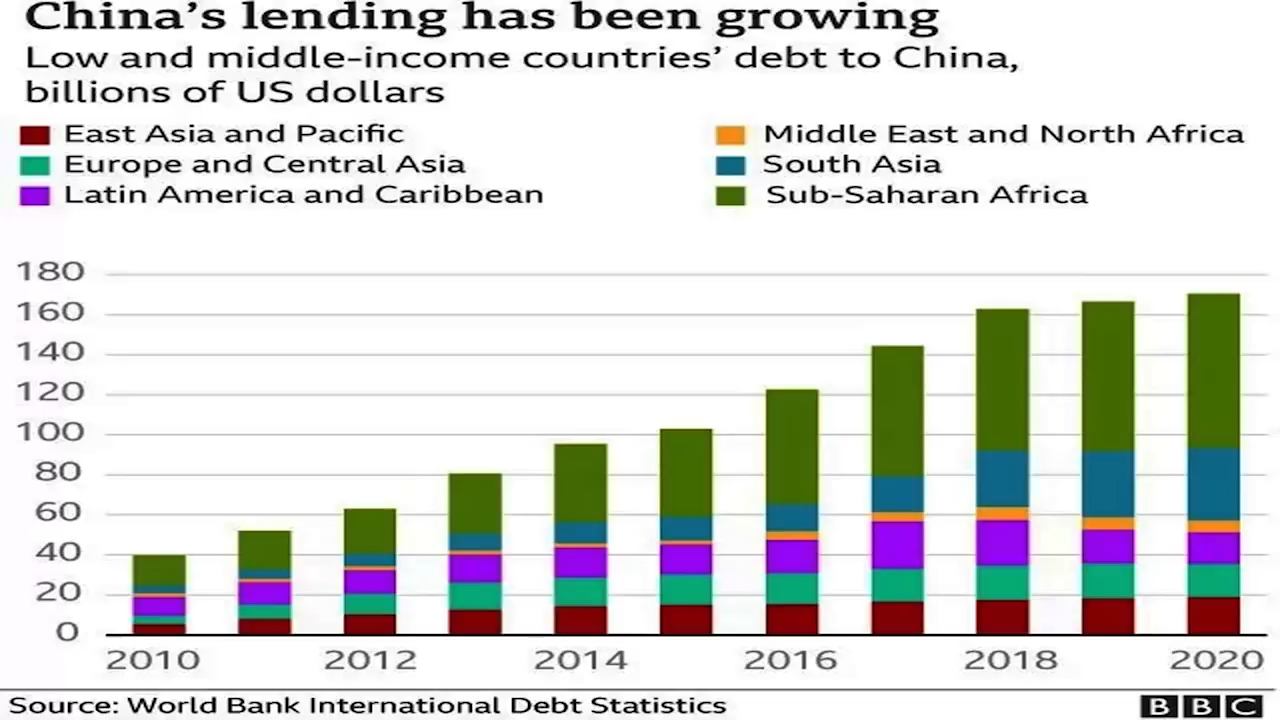 China's lending has been growing
Low and middle-income countries' debt to China,
billions of US dollars
East Asia and Pacific
Middle East and North Africa
Europe and Central Asia
South Asia
Latin America and Caribbean
Sub-Saharan Africa
180
160
140
120
100
80
60
40
20
0
2010 2012 2014 2016 2018 2020
Source: World Bank International Debt Statistics
BBC